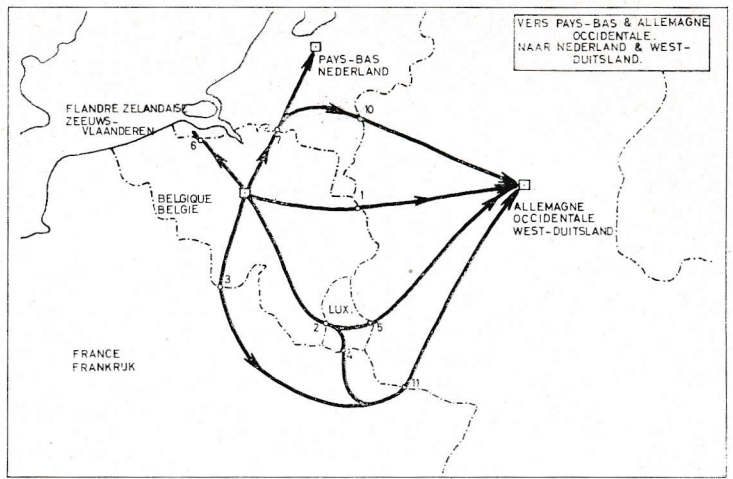 VERS PAYS-BAS & ALLEMAGNE
OCCIDENTALE.
NAAR NEDERLAND & WEST-
DUITSLAND.
PAYS-BAS
NEDERLAND
FLANDRE ZELANDAISE
ZEEUWS-
VLAANDEREN
10
6
7
BELGIQUE
BELGIE
1
ALLEMAGNE
OCCIDENTALE
WEST-DUITSLAND
3
LUX.
2
5
4
FRANCE
FRANKRIJK
11